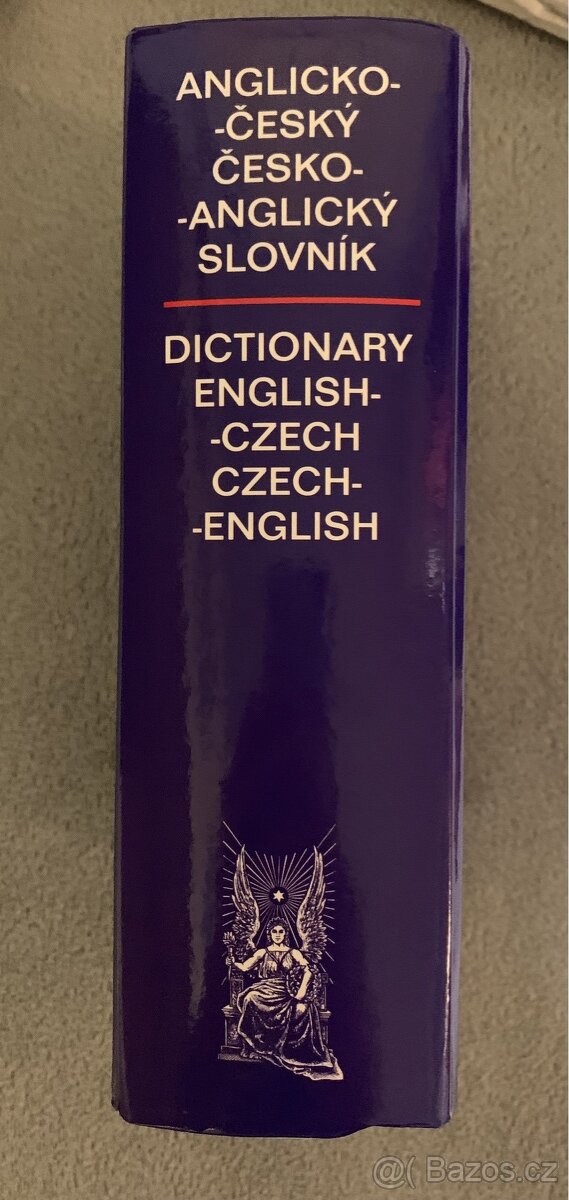 ANGLICKO-
-ČESKÝ
ČESKO-
-ANGLICKÝ
SLOVNÍK
DICTIONARY
ENGLISH-
-CZECH
CZECH-
-ENGLISH
Bazos.cz